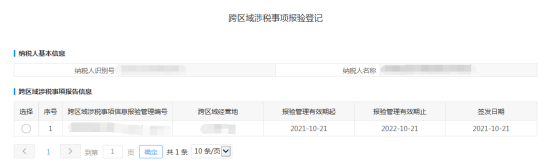 跨区域涉税事项报验登记
纳税人基本信息
纳税人识别号 纳税人名称
跨区域涉税事项报告信息
选择 序号 跨区域涉税事项信息报验管理编号 跨区域经营地 报验管理有效期起 报验管理有效期止 签发日期
1 2021-10-21 2022-10-21 2021-10-21
< 1 > 到第 1 页 确定 共 1 条 10 条/页